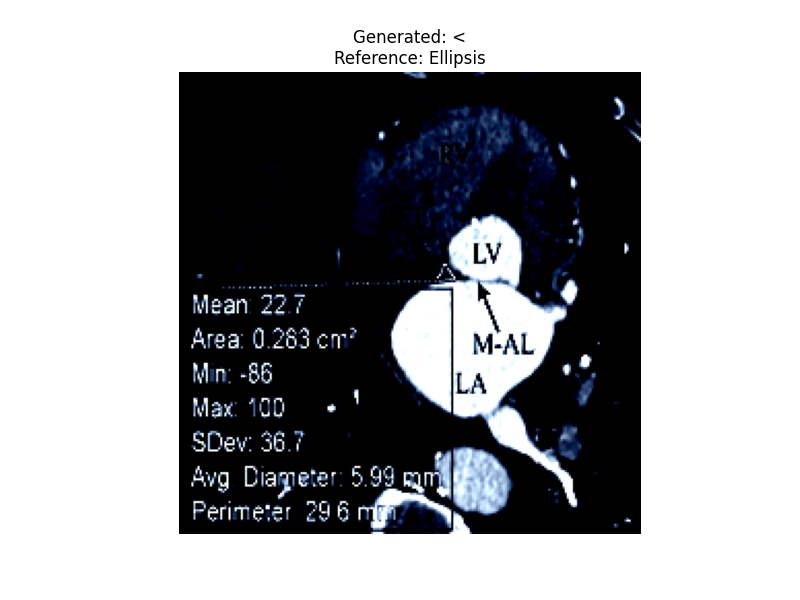 Generated: <
Reference: Ellipsis
RV
LV
Mean: 22.7
Area: 0.283 cm²
M-AL
Min: -86
LA
Max: 100
SDev: 36.7
Avg Diameter: 5.99 mm
Perimeter 29 6 mm